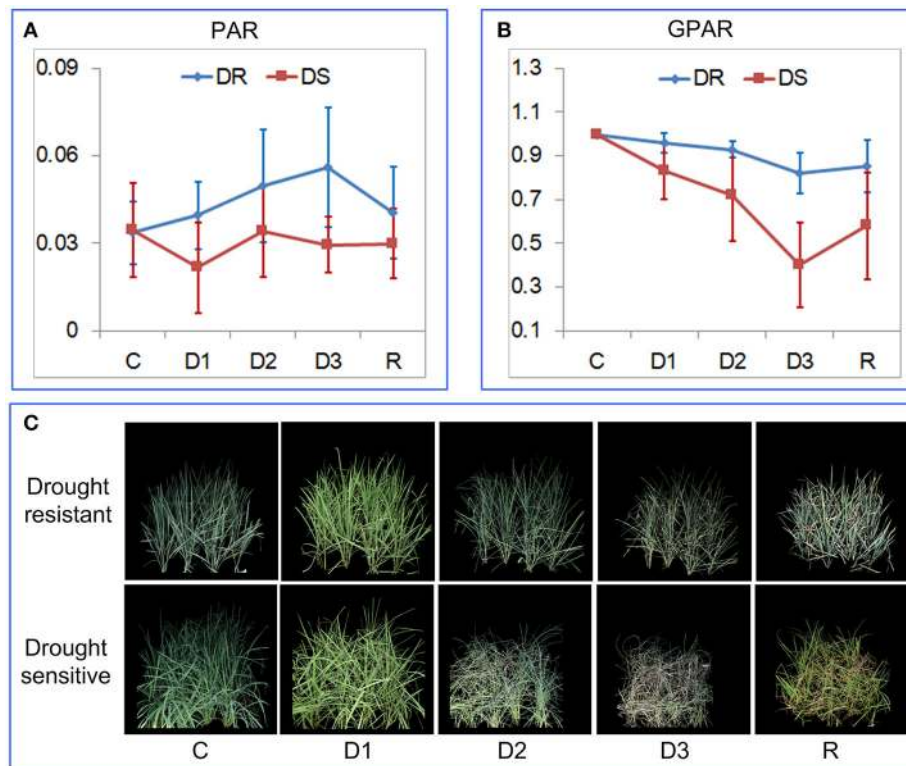 A
PAR
0.09
0.06
0.03
0
DR
DS
C
D1
D2
D3
R
B
GPAR
1.3
1.1
0.9
0.7
0.5
0.3
0.1
DR
DS
C
D1
D2
D3
R
C
Drought
resistant
Drought
sensitive
C
D1
D2
D3
R